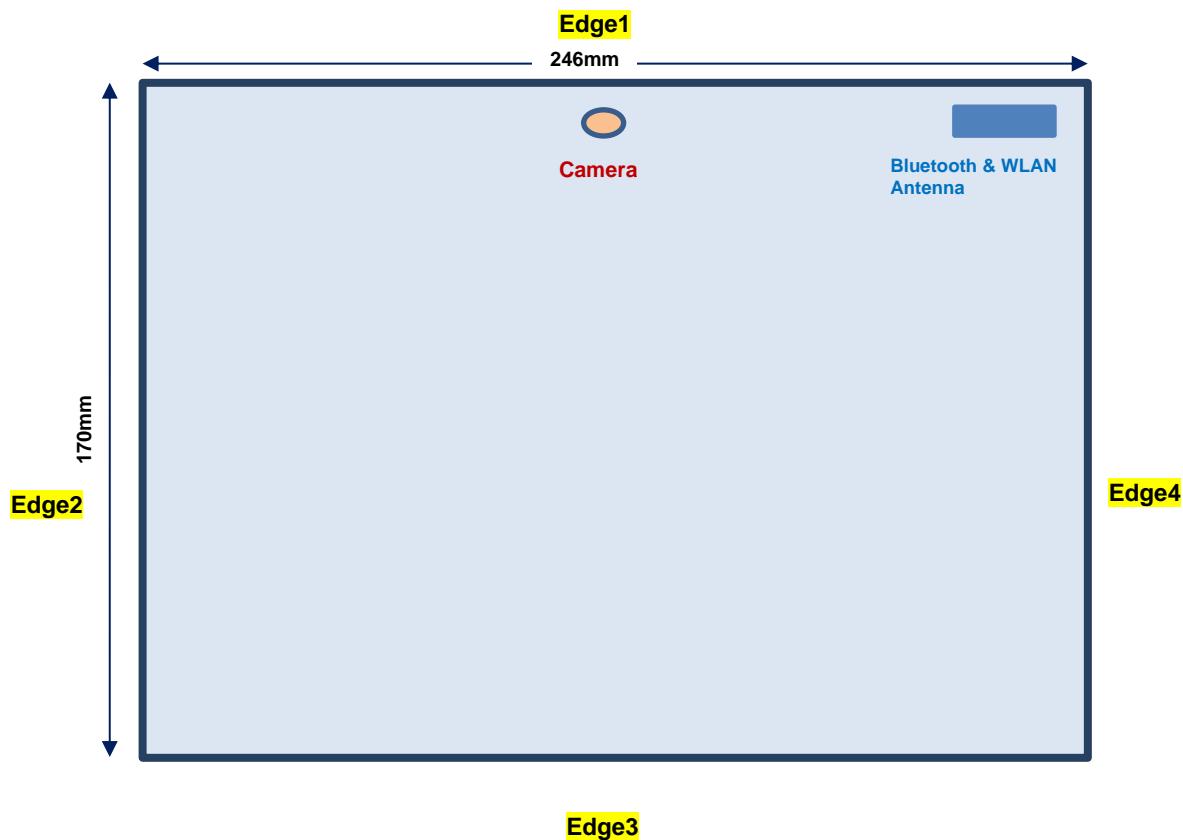 Edge1
246mm
Camera
Bluetooth & WLAN
Antenna
170mm
Edge2
Edge4
Edge3